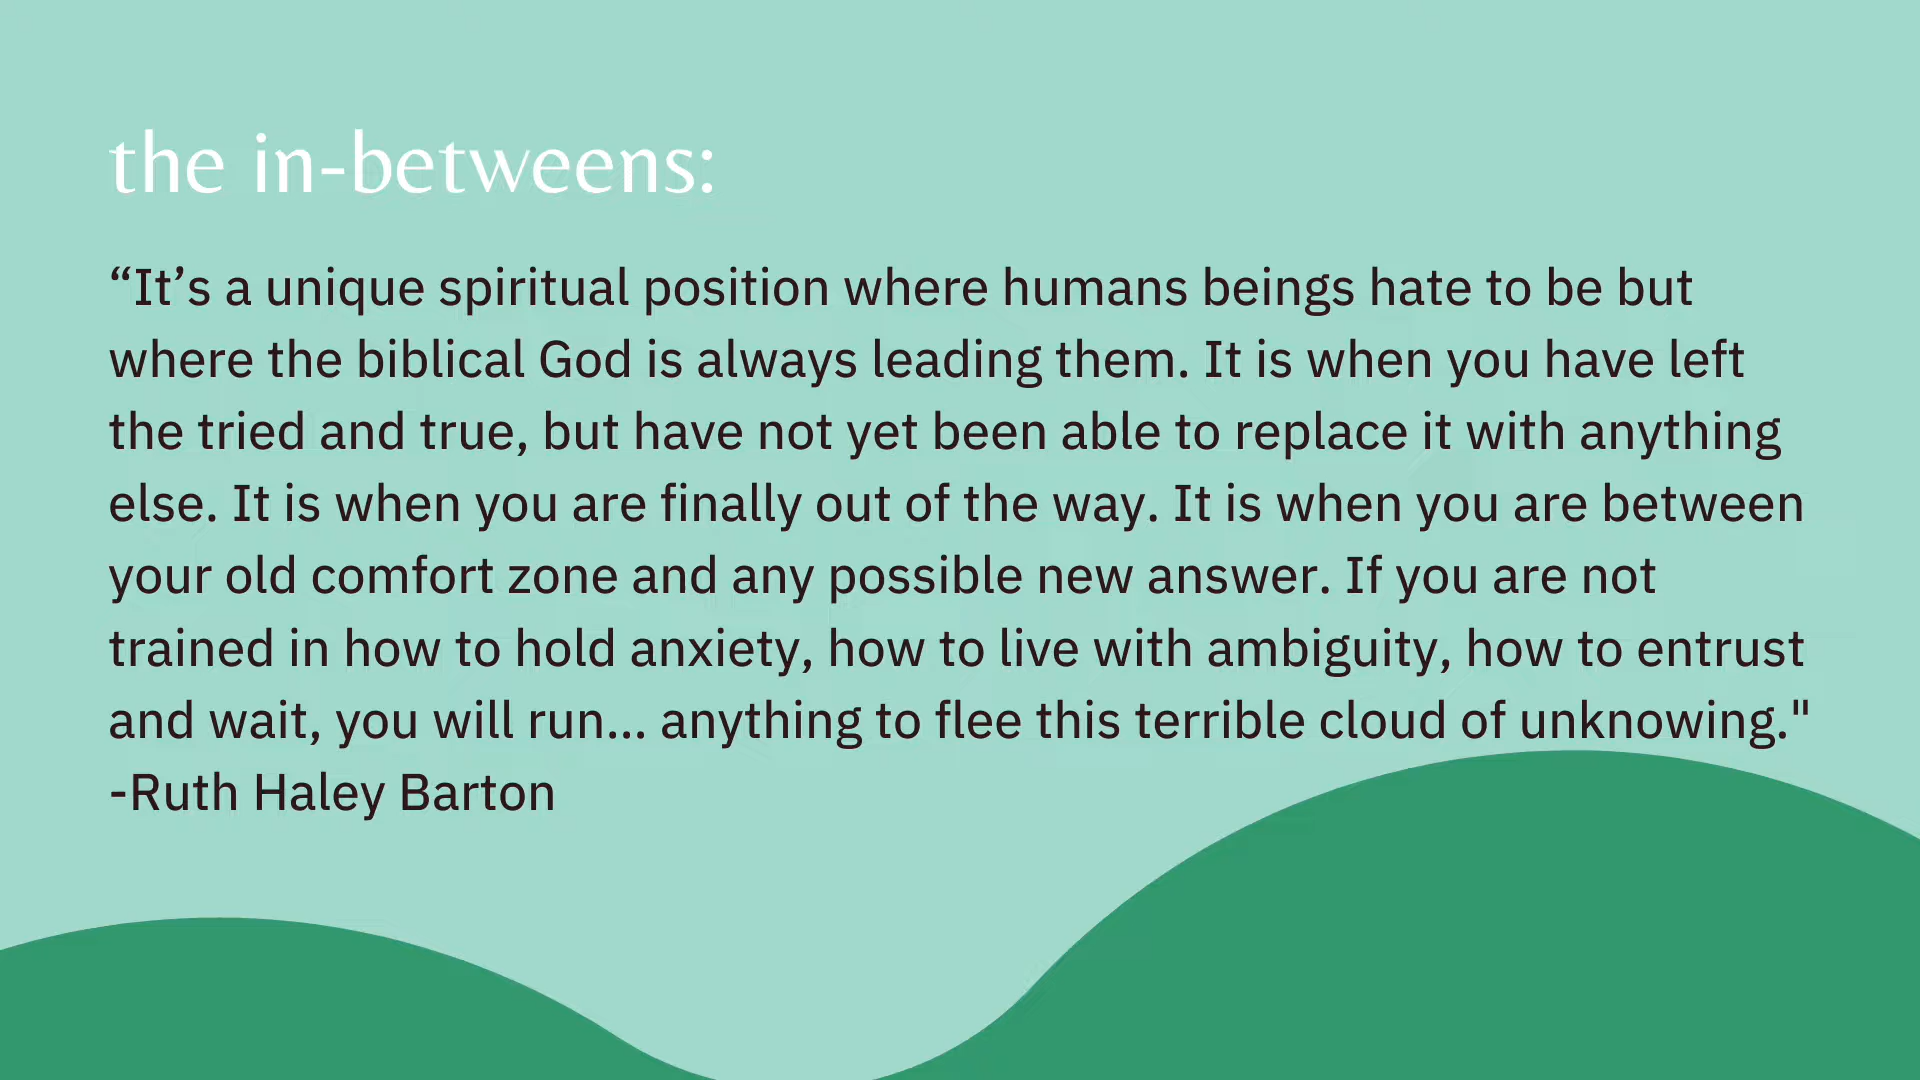 the in-betweens:
“It’s a unique spiritual position where humans beings hate to be but
where the biblical God is always leading them. It is when you have left
the tried and true, but have not yet been able to replace it with anything
else. It is when you are finally out of the way. It is when you are between
your old comfort zone and any possible new answer. If you are not
trained in how to hold anxiety, how to live with ambiguity, how to entrust
and wait, you will run... anything to flee this terrible cloud of unknowing."
-Ruth Haley Barton